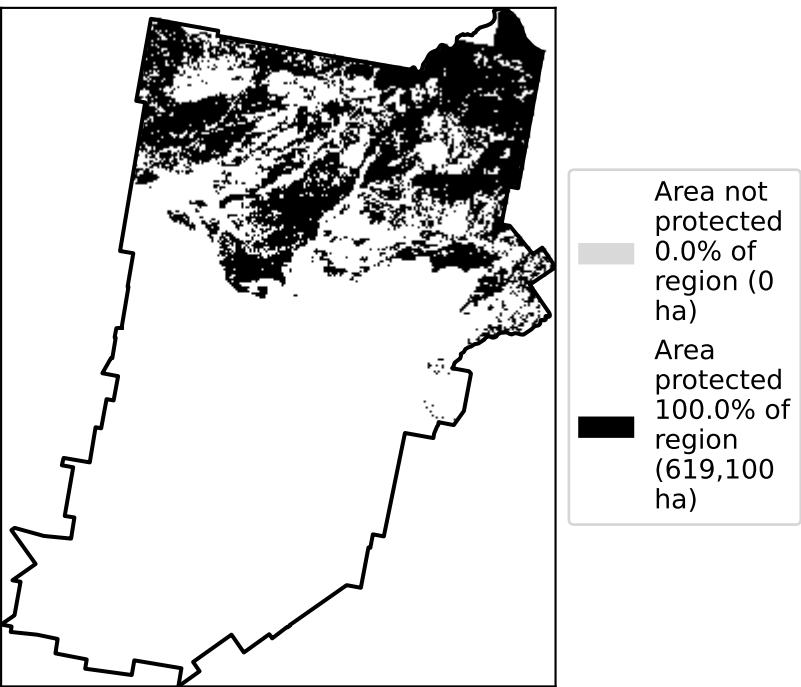 Area not
protected
0.0% of
region (0
ha)
Area
protected
100.0% of
region
(619,100
ha)